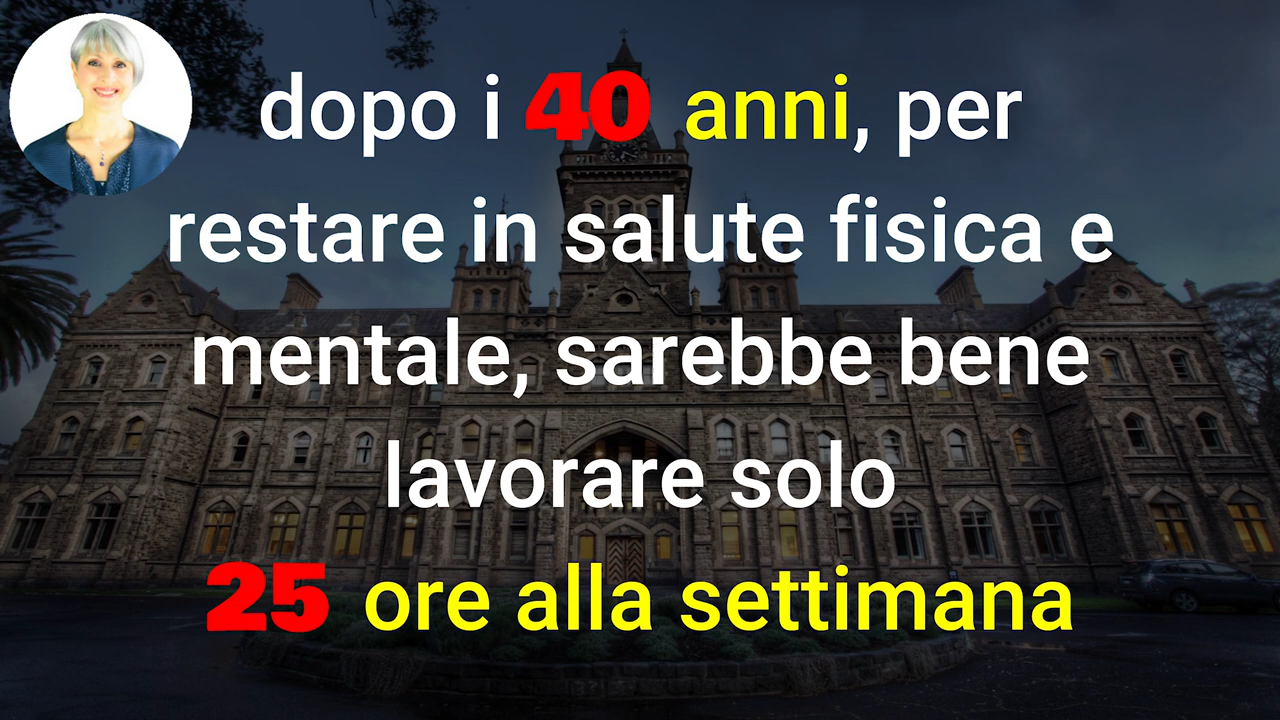 dopo i 40 anni, per
restare in salute fisica e
mentale, sarebbe bene
lavorare solo
25 ore alla settimana